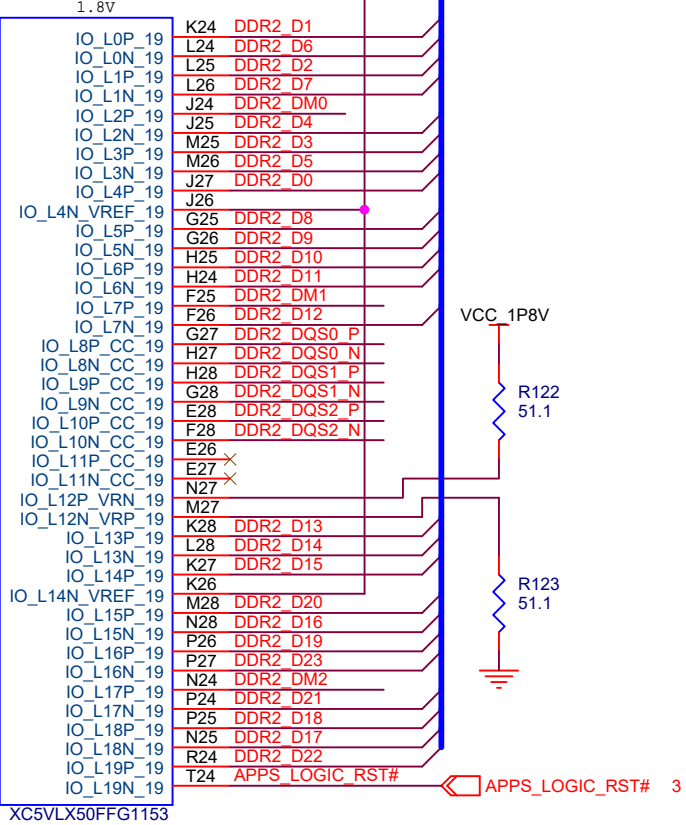 1.8V
IO_L0P_19 K24 DDR2_D1
IO_L0N_19 L24 DDR2_D6
IO_L1P_19 L25 DDR2_D2
IO_L1N_19 L26 DDR2_D7
IO_L2P_19 J24 DDR2_DM0
IO_L2N_19 J25 DDR2_D4
IO_L3P_19 M25 DDR2_D3
IO_L3N_19 M26 DDR2_D5
IO_L4P_19 J27 DDR2_D0
IO_L4N_VREF_19 J26
IO_L5P_19 G25 DDR2_D8
IO_L5N_19 G26 DDR2_D9
IO_L6P_19 H25 DDR2_D10
IO_L6N_19 H24 DDR2_D11
IO_L7P_19 F25 DDR2_DM1
IO_L7N_19 F26 DDR2_D12
VCC_1P8V
IO_L8P_CC_19 G27 DDR2_DQS0_P
IO_L8N_CC_19 H27 DDR2_DQS0_N
IO_L9P_CC_19 H28 DDR2_DQS1_P
IO_L9N_CC_19 G28 DDR2_DQS1_N
R122
51.1
IO_L10P_CC_19 E28 DDR2_DQS2_P
IO_L10N_CC_19 F28 DDR2_DQS2_N
IO_L11P_CC_19 E26
IO_L11N_CC_19 E27
IO_L12P_VRN_19 N27
IO_L12N_VRP_19 M27
IO_L13P_19 K28 DDR2_D13
IO_L13N_19 L28 DDR2_D14
IO_L14P_19 K27 DDR2_D15
IO_L14N_VREF_19 K26
R123
51.1
IO_L15P_19 M28 DDR2_D20
IO_L15N_19 N28 DDR2_D16
IO_L16P_19 P26 DDR2_D19
IO_L16N_19 P27 DDR2_D23
IO_L17P_19 N24 DDR2_DM2
IO_L17N_19 P24 DDR2_D21
IO_L18P_19 P25 DDR2_D18
IO_L18N_19 N25 DDR2_D17
IO_L19P_19 R24 DDR2_D22
IO_L19N_19 T24 APPS_LOGIC_RST# APPS_LOGIC_RST# 3
XC5VLX50FFG1153